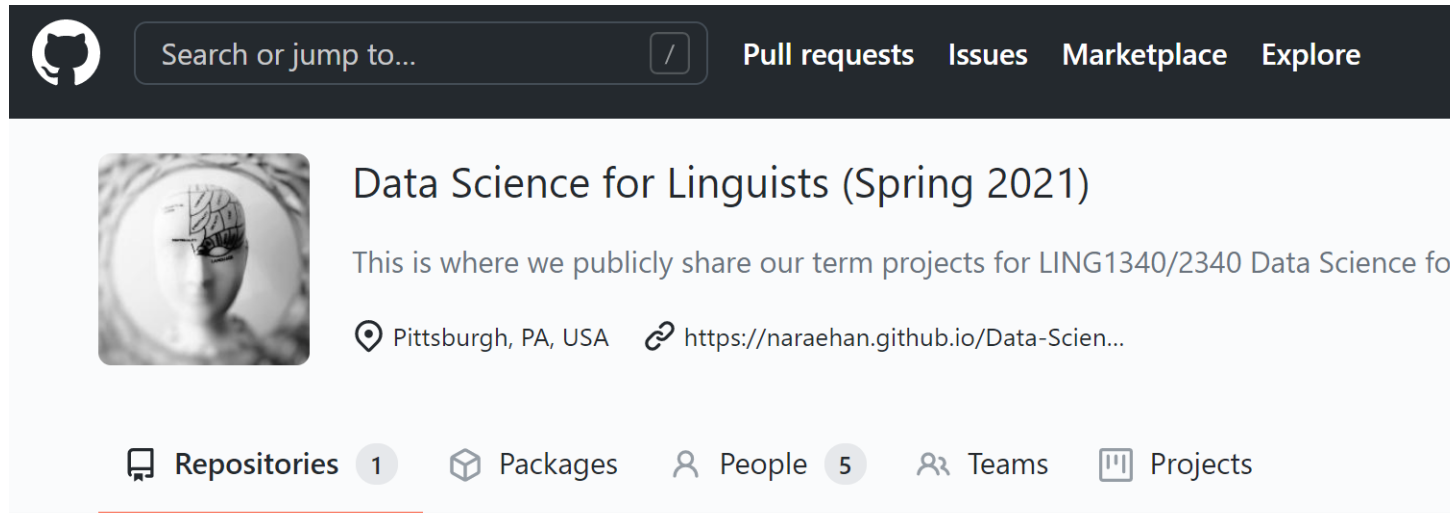 Search or jump to... / Pull requests Issues Marketplace Explore
Data Science for Linguists (Spring 2021)
This is where we publicly share our term projects for LING1340/2340 Data Science fo
Pittsburgh, PA, USA https://naraehan.github.io/Data-Scien...
Repositories 1 Packages People 5 Teams Projects